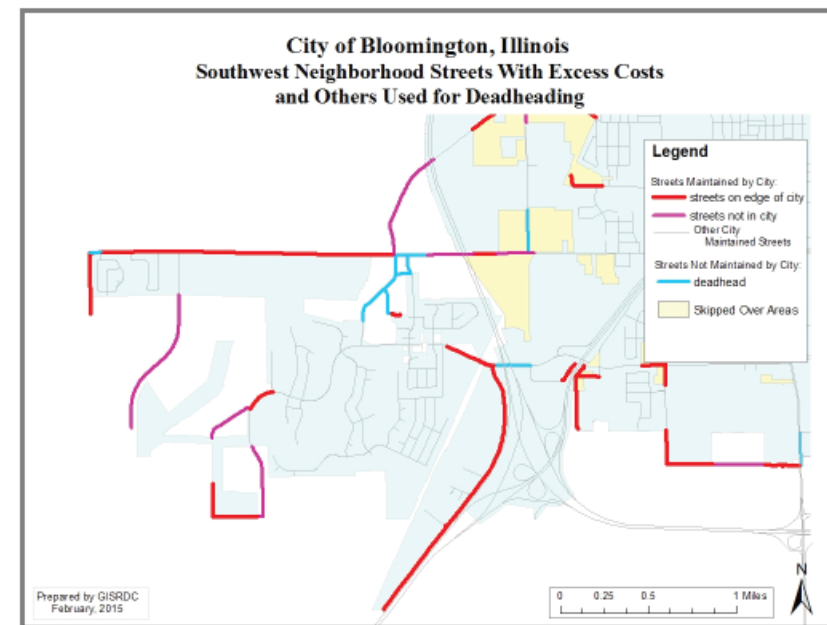 City of Bloomington, Illinois
Southwest Neighborhood Streets With Excess Costs
and Others Used for Deadheading
Legend
Streets Maintained by City:
streets on edge of city
streets not in city
Other City
Maintained Streets
Streets Not Maintained by City:
deadhead
Skipped Over Areas
Prepared by GISRDC
February, 2015
0 0.25 0.5 1 Miles
N